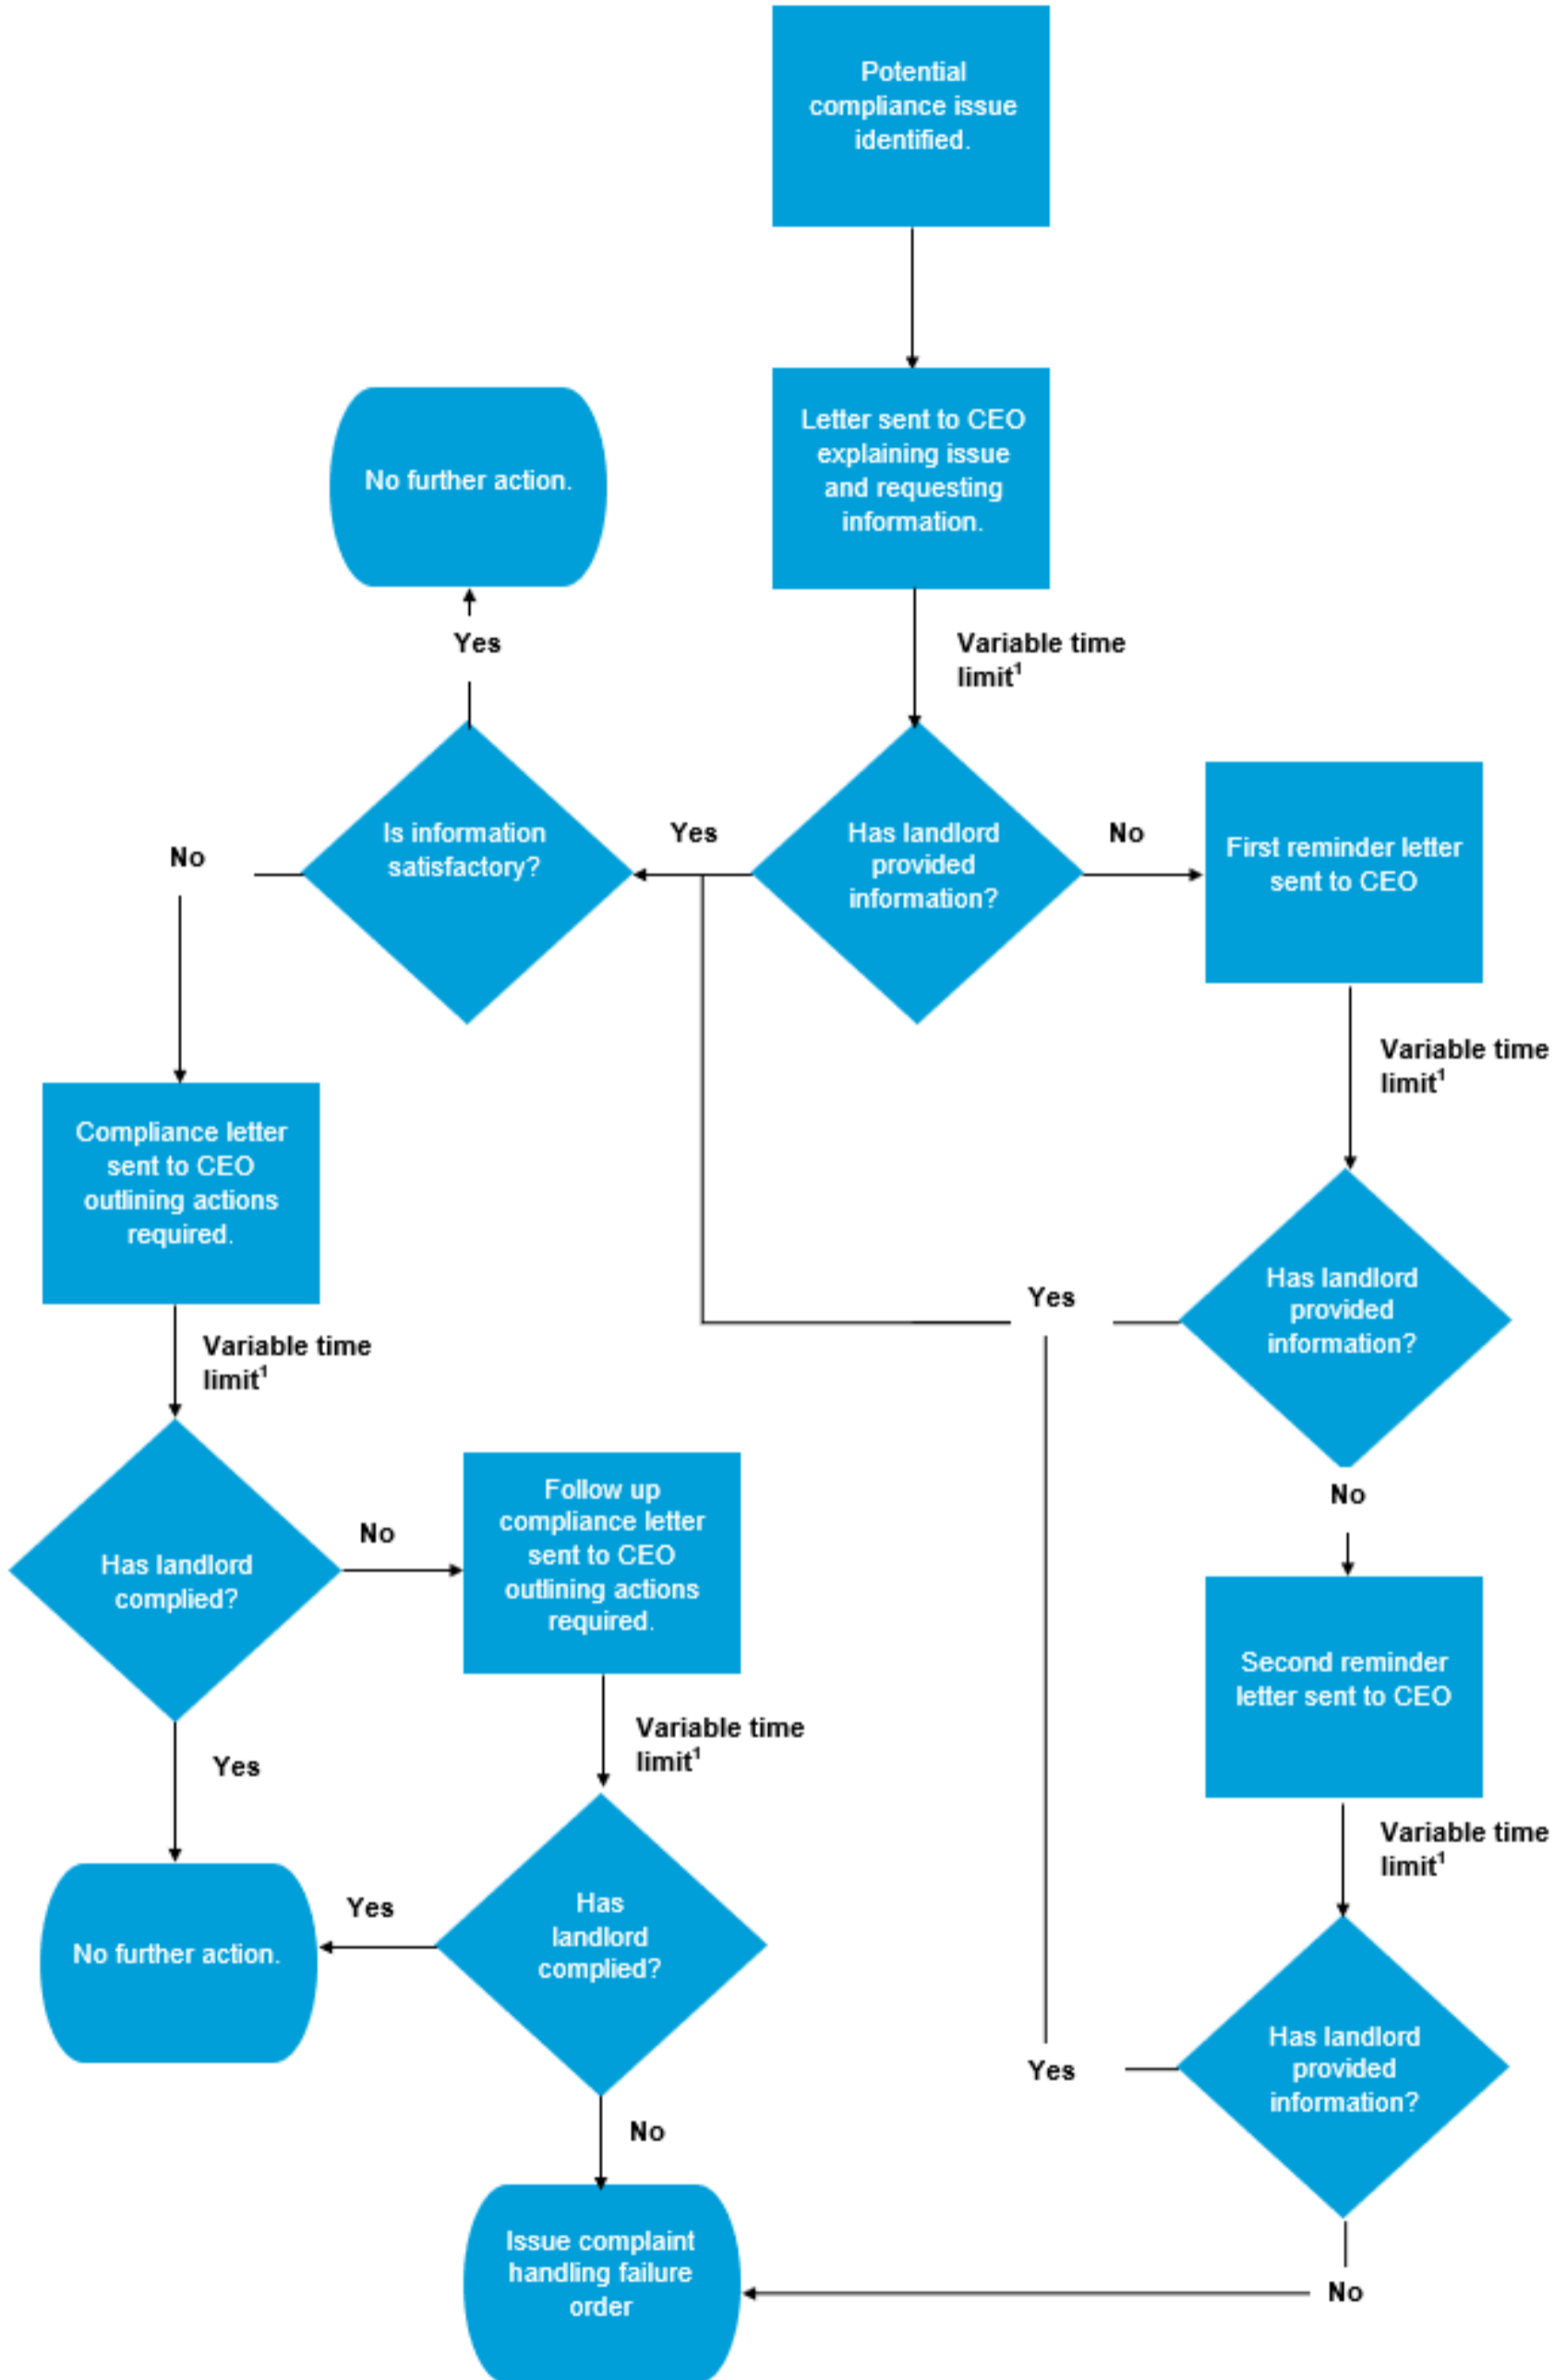 Potential
compliance issue
identified.
Letter sent to CEO
explaining issue
and requesting
information.
No further action.
Yes
Variable time
limit¹
Is information
satisfactory?
Yes
Has landlord
provided
information?
No
First reminder letter
sent to CEO
No
Variable time
limit¹
Compliance letter
sent to CEO
outlining actions
required.
Has landlord
provided
information?
Yes
Variable time
limit¹
No
Has landlord
complied?
No
Follow up
compliance letter
sent to CEO
outlining actions
required.
Second reminder
letter sent to CEO
Yes
Variable time
limit¹
Variable time
limit¹
No further action.
Yes
Has
landlord
complied?
Has landlord
provided
information?
Yes
No
Issue complaint
handling failure
order
No